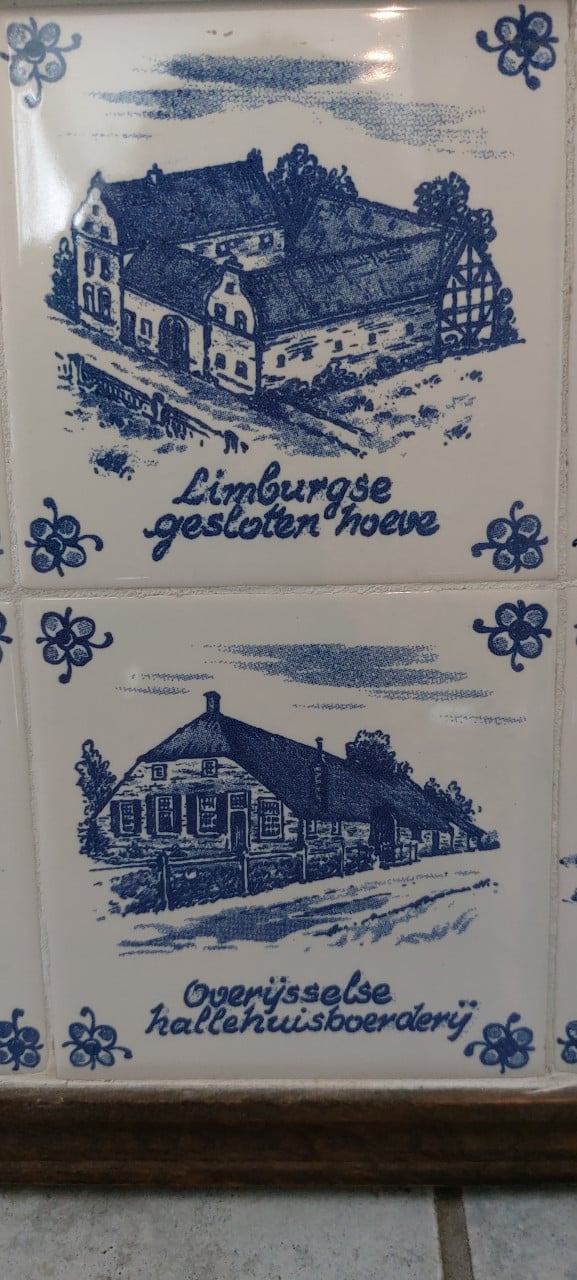 Limburgse
gesloten hoeve
Overijsselse
hallehuisboerderij